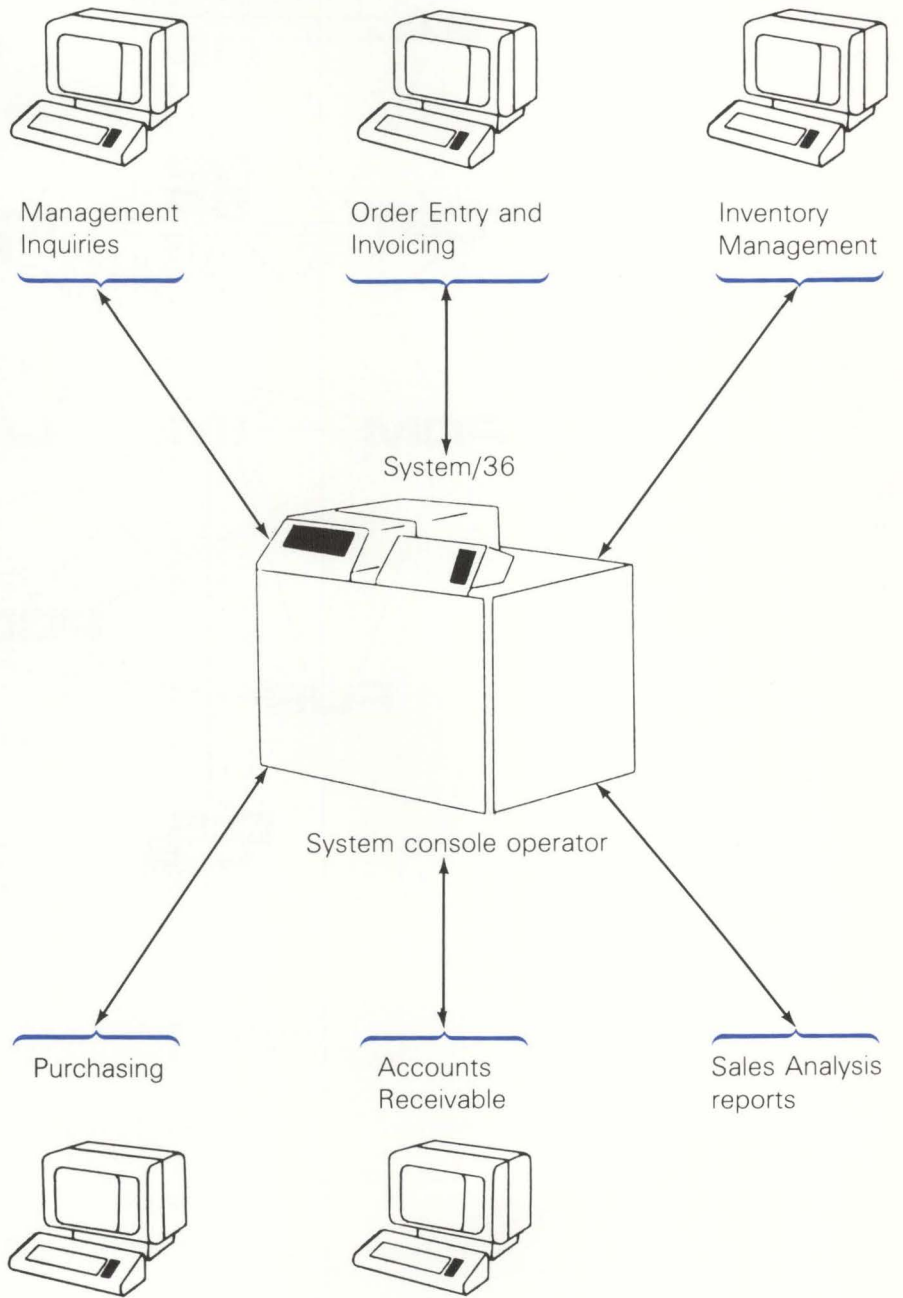 Management
Inquiries
Order Entry and
Invoicing
Inventory
Management
System/36
System console operator
Purchasing
Accounts
Receivable
Sales Analysis
reports